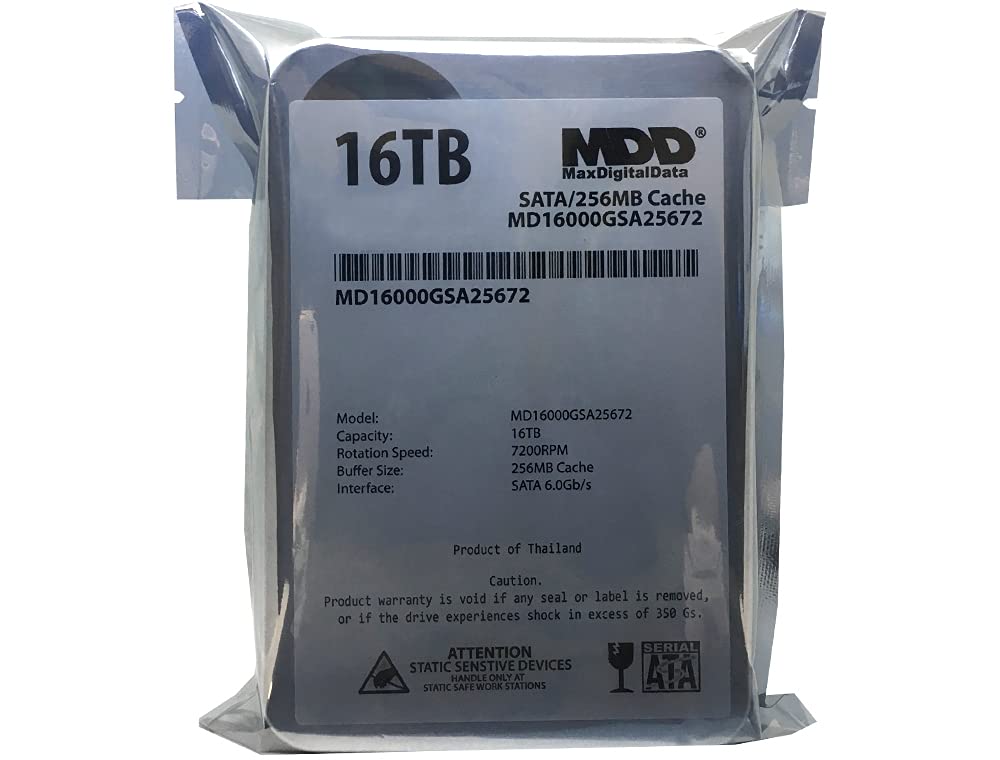 16TB
MDD®
MaxDigitalData
SATA/256MB Cache
MD16000GSA25672
MD16000GSA25672
Model: MD16000GSA25672
Capacity: 16TB
Rotation Speed: 7200RPM
Buffer Size: 256MB Cache
Interface: SATA 6.0Gb/s
Product of Thailand
Caution.
Product warranty is void if any seal or label is removed,
or if the drive experiences shock in excess of 350 Gs.
ATTENTION
STATIC SENSTIVE DEVICES
HANDLE ONLY AT
STATIC SAFE WORK STATIONS
SERIAL
ATA